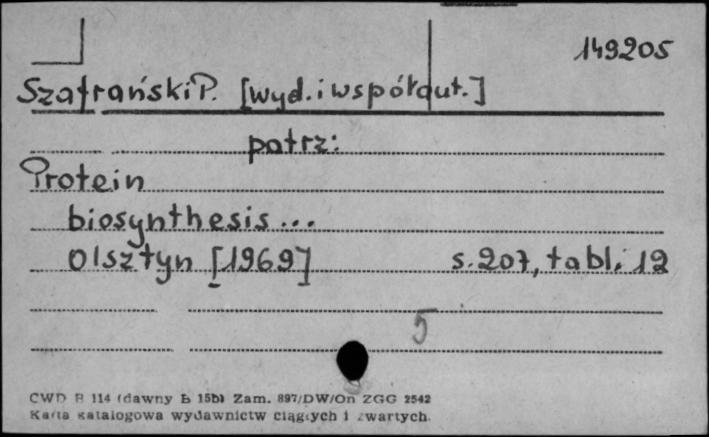 149205
Szafrański P. [wyd. i współaut.]
patrz:
Protein
biosynthesis...
Olsztyn [1969] s. 207, tabl. 12
5
CWD B 114 (dawny Ł 15b) Zam. 897/DW/On ZGG 2542
Karta katalogowa wydawnictw ciągłych i zwartych.